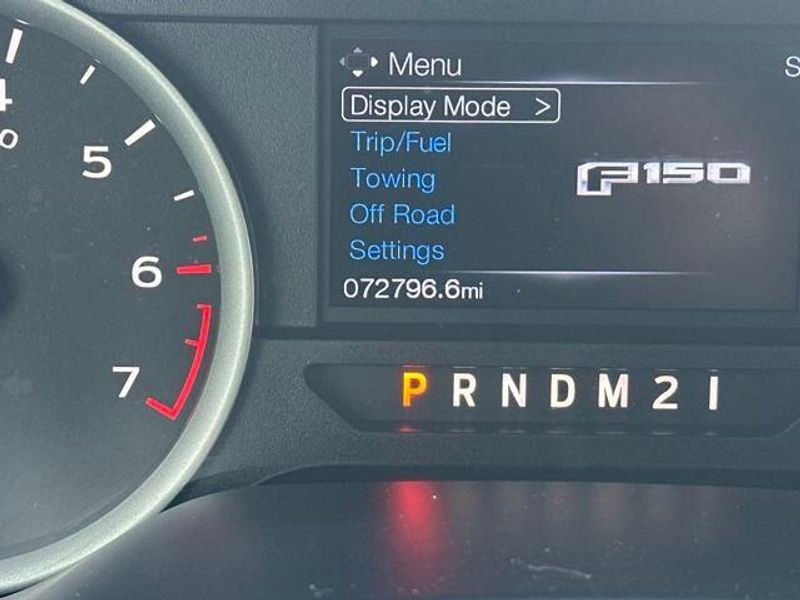 4
5
6
7
Menu
S
Display Mode >
Trip/Fuel
Towing
Off Road
Settings
F150
072796.6mi
P R N D M 2 1